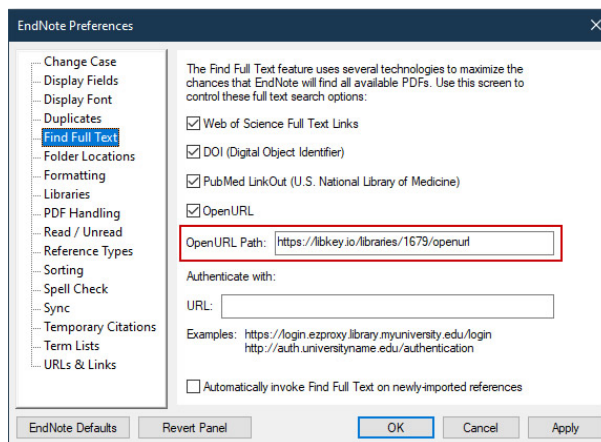 EndNote Preferences
Change Case
Display Fields
Display Font
Duplicates
Find Full Text
Folder Locations
Formatting
Libraries
PDF Handling
Read / Unread
Reference Types
Sorting
Spell Check
Sync
Temporary Citations
Term Lists
URLs & Links
The Find Full Text feature uses several technologies to maximize the
chances that EndNote will find all available PDFs. Use this screen to
control these full text search options:
Web of Science Full Text Links
DOI (Digital Object Identifier)
PubMed LinkOut (U.S. National Library of Medicine)
OpenURL
OpenURL Path: https://libkey.io/libraries/1679/openurl
Authenticate with:
URL:
Examples: https://login.ezproxy.library.myuniversity.edu/login
http://auth.universityname.edu/authentication
Automatically invoke Find Full Text on newly-imported references
EndNote Defaults Revert Panel OK Cancel Apply